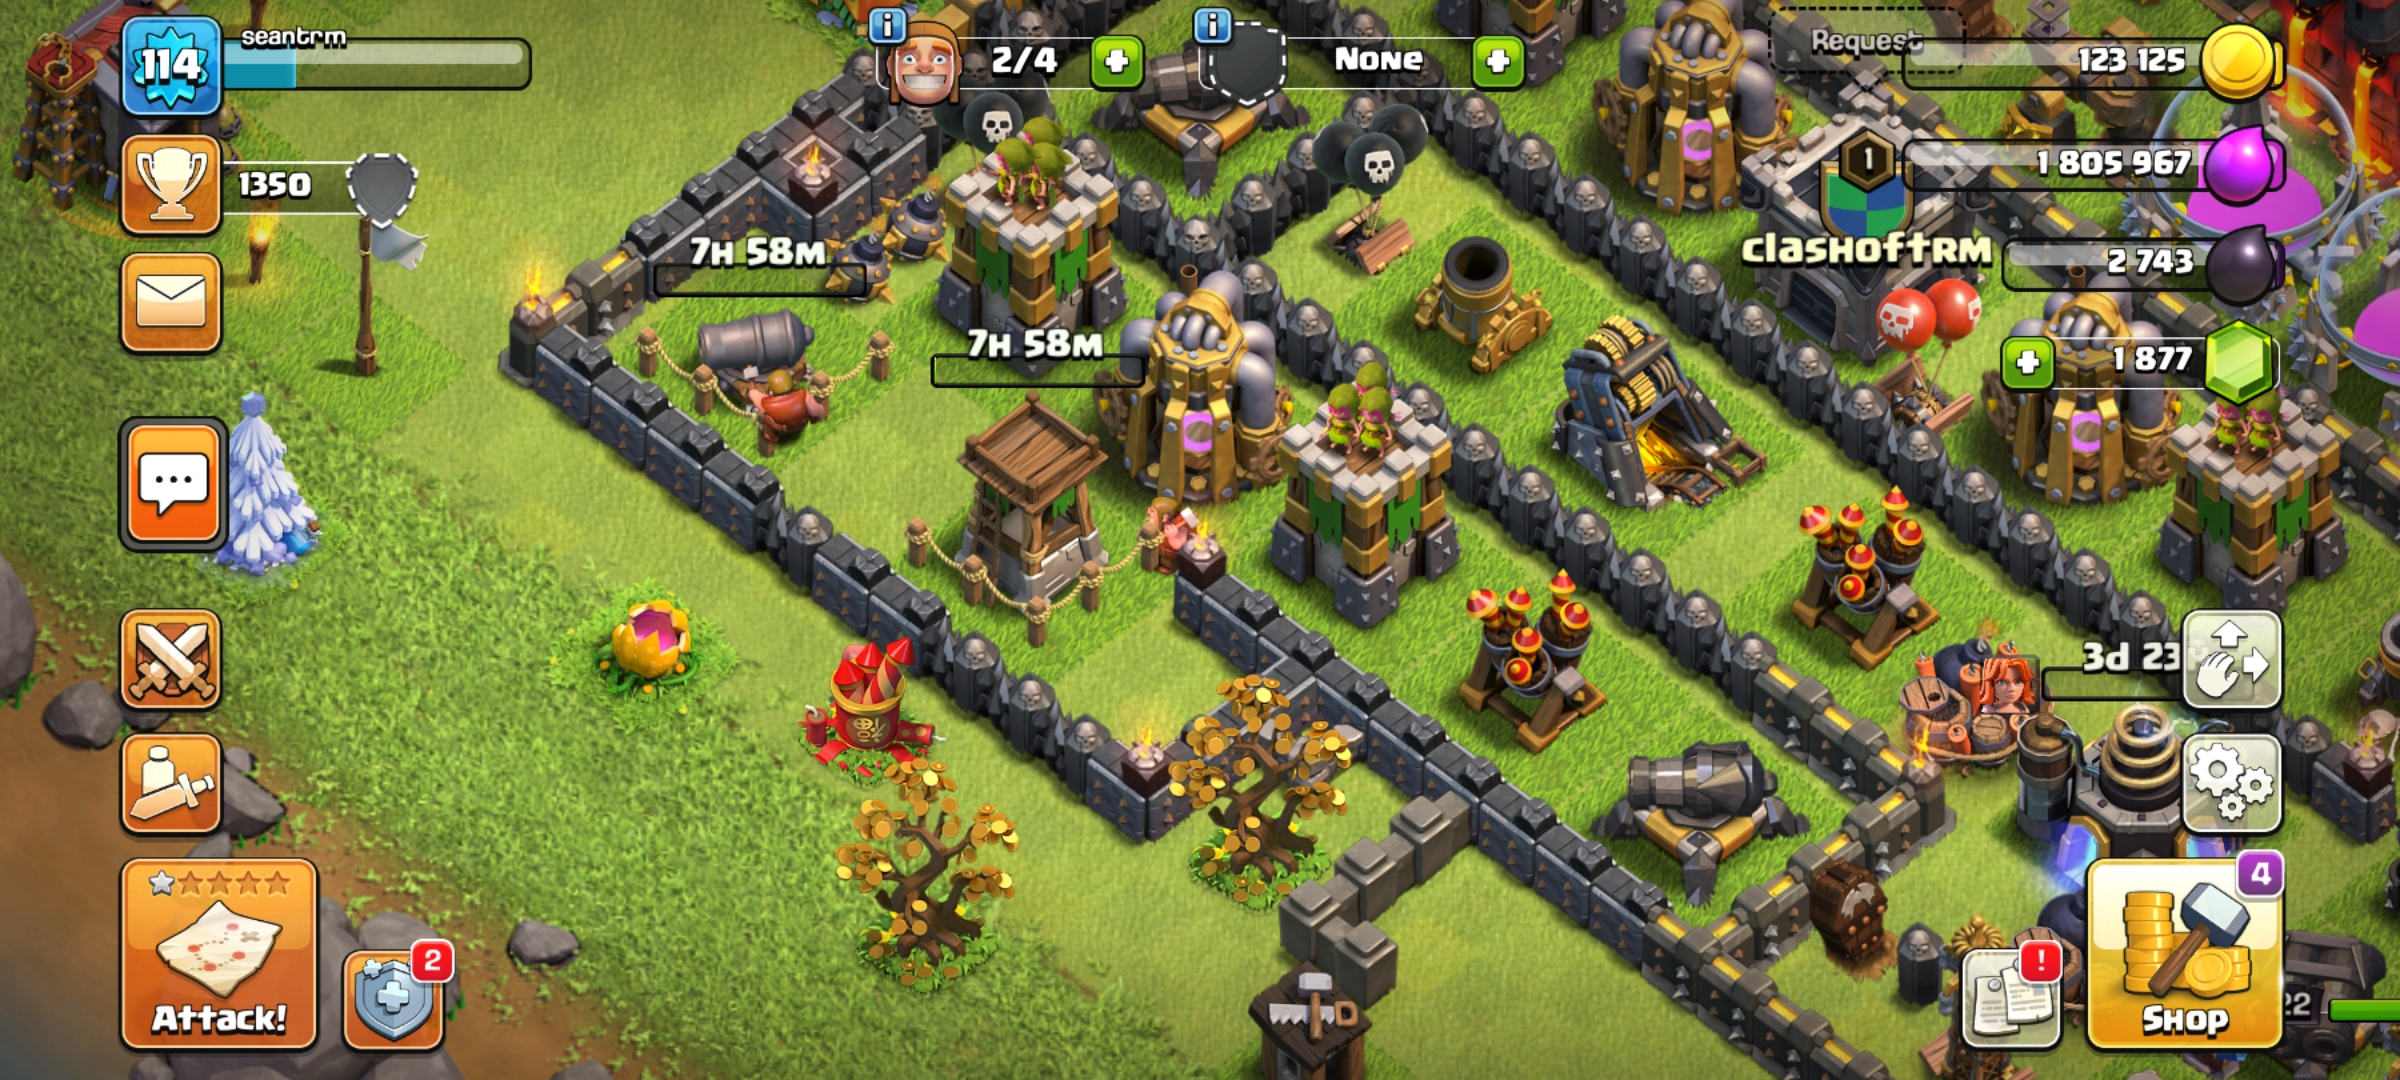 114
seantrm
2/4
None
Request
123 125
1350
1
1 805 967
clashoftRM
7H 58M
2 743
7H 58M
1 877
3d 23
4
2
!
22
Attack!
Shop